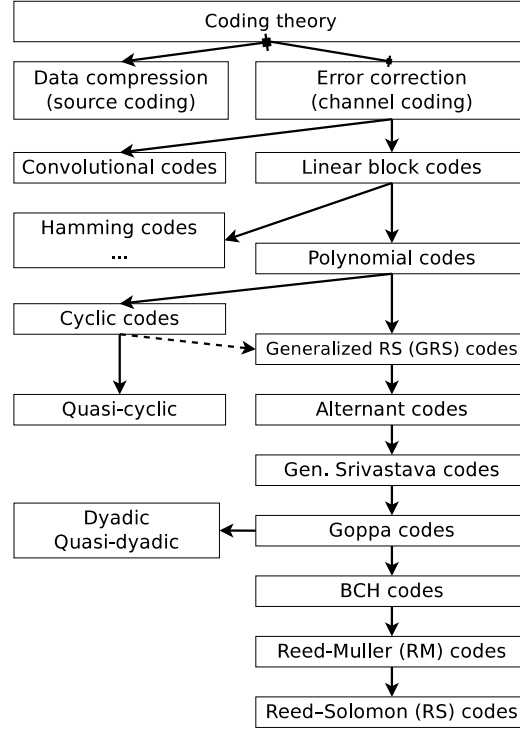 Coding theory
Data compression
(source coding)
Error correction
(channel coding)
Convolutional codes
Linear block codes
Hamming codes
...
Polynomial codes
Cyclic codes
Generalized RS (GRS) codes
Quasi-cyclic
Alternant codes
Gen. Srivastava codes
Dyadic
Quasi-dyadic
Goppa codes
BCH codes
Reed-Muller (RM) codes
Reed–Solomon (RS) codes